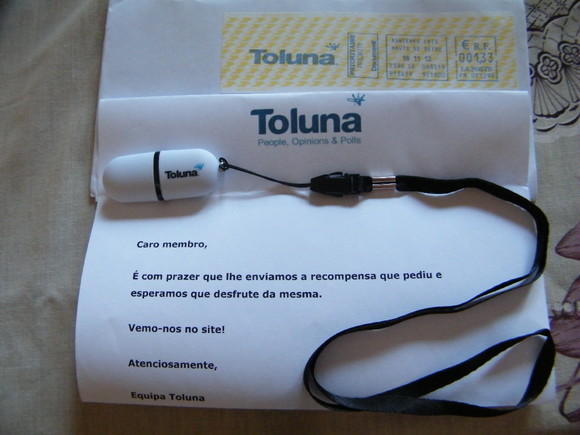 Toluna
€ R.F.
Toluna
People, Opinions & Polls
Toluna
Caro membro,
É com prazer que lhe enviamos a recompensa que pediu e
esperamos que desfrute da mesma.
Vemo-nos no site!
Atenciosamente,
Equipa Toluna